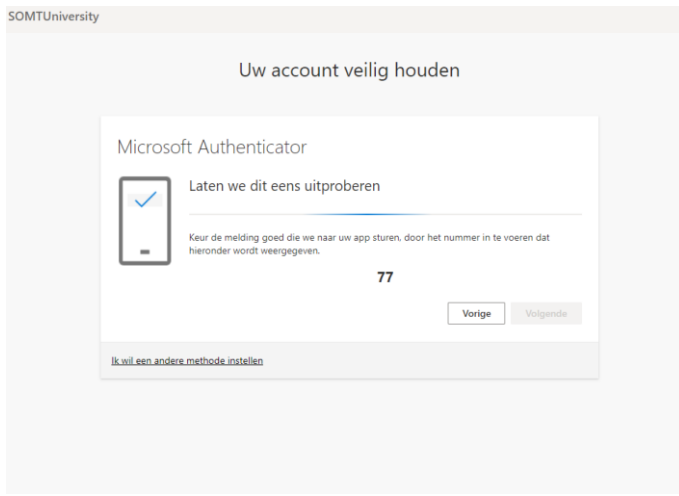 SOMTUniversity
Uw account veilig houden
Microsoft Authenticator
Laten we dit eens uitproberen
Keur de melding goed die we naar uw app sturen, door het nummer in te voeren dat
hieronder wordt weergegeven.
77
Vorige Volgende
Ik wil een andere methode instellen